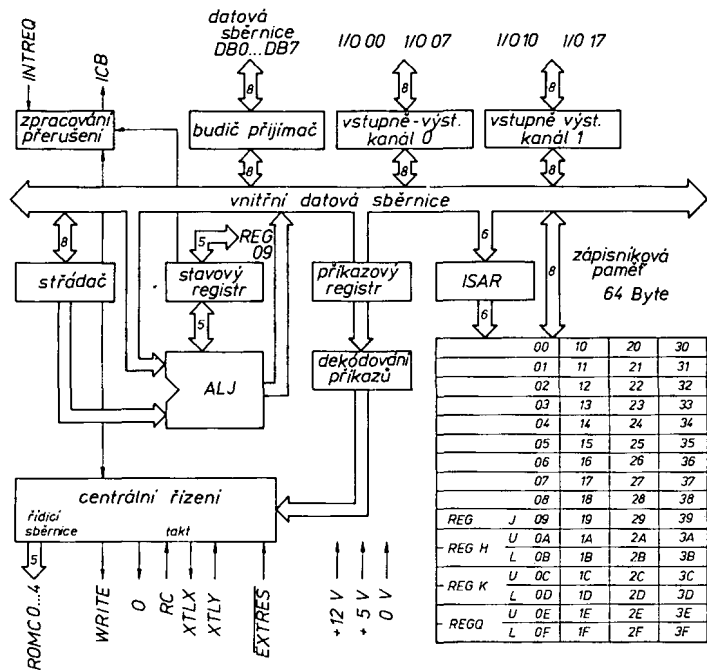 datová
sběrnice
DB0...DB7
I/O 00 I/O 07
I/O 10 I/O 17
INTREQ
ICB
8
8
8
zpracování
přerušení
budič přijímač
vstupně-výst.
kanál 0
vstupně výst.
kanál 1
8
8
8
vnitřní datová sběrnice
8
5
REG
09
6
8
zápisníková
paměť
64 Byte
střádač
stavový
registr
příkazový
registr
ISAR
5
6
ALJ
dekódování
příkazů
00 10 20 30
01 11 21 31
02 12 22 32
03 13 23 33
04 14 24 34
05 15 25 35
06 16 26 36
07 17 27 37
08 18 28 38
REG J 09 19 29 39
REG H U 0A 1A 2A 3A
L 0B 1B 2B 3B
REG K U 0C 1C 2C 3C
L 0D 1D 2D 3D
REGQ U 0E 1E 2E 3E
L 0F 1F 2F 3F
centrální řízení
řídicí
sběrnice
takt
5
ROMC0...4
WRITE
O
RC
XTLX
XTLY
EXTRES
+12 V
+5 V
0 V